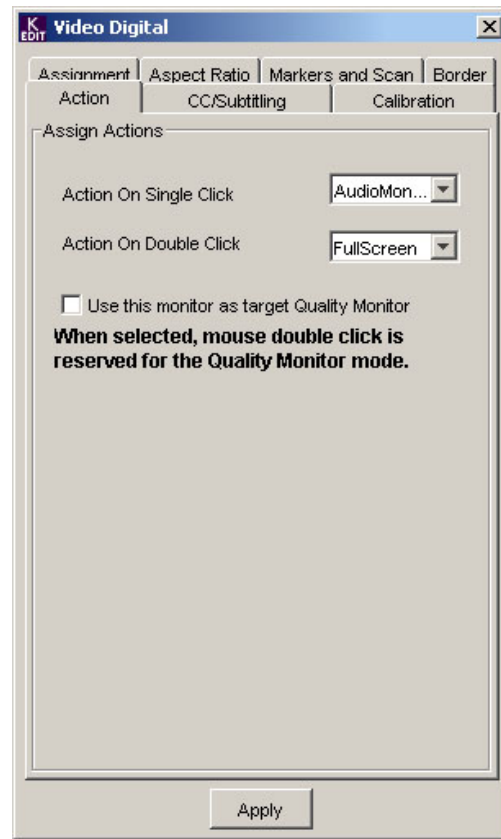 K
EDIT
Video Digital
Assignment Aspect Ratio Markers and Scan Border
Action CC/Subtitling Calibration
Assign Actions
Action On Single Click AudioMon...
Action On Double Click FullScreen
Use this monitor as target Quality Monitor
When selected, mouse double click is
reserved for the Quality Monitor mode.
Apply